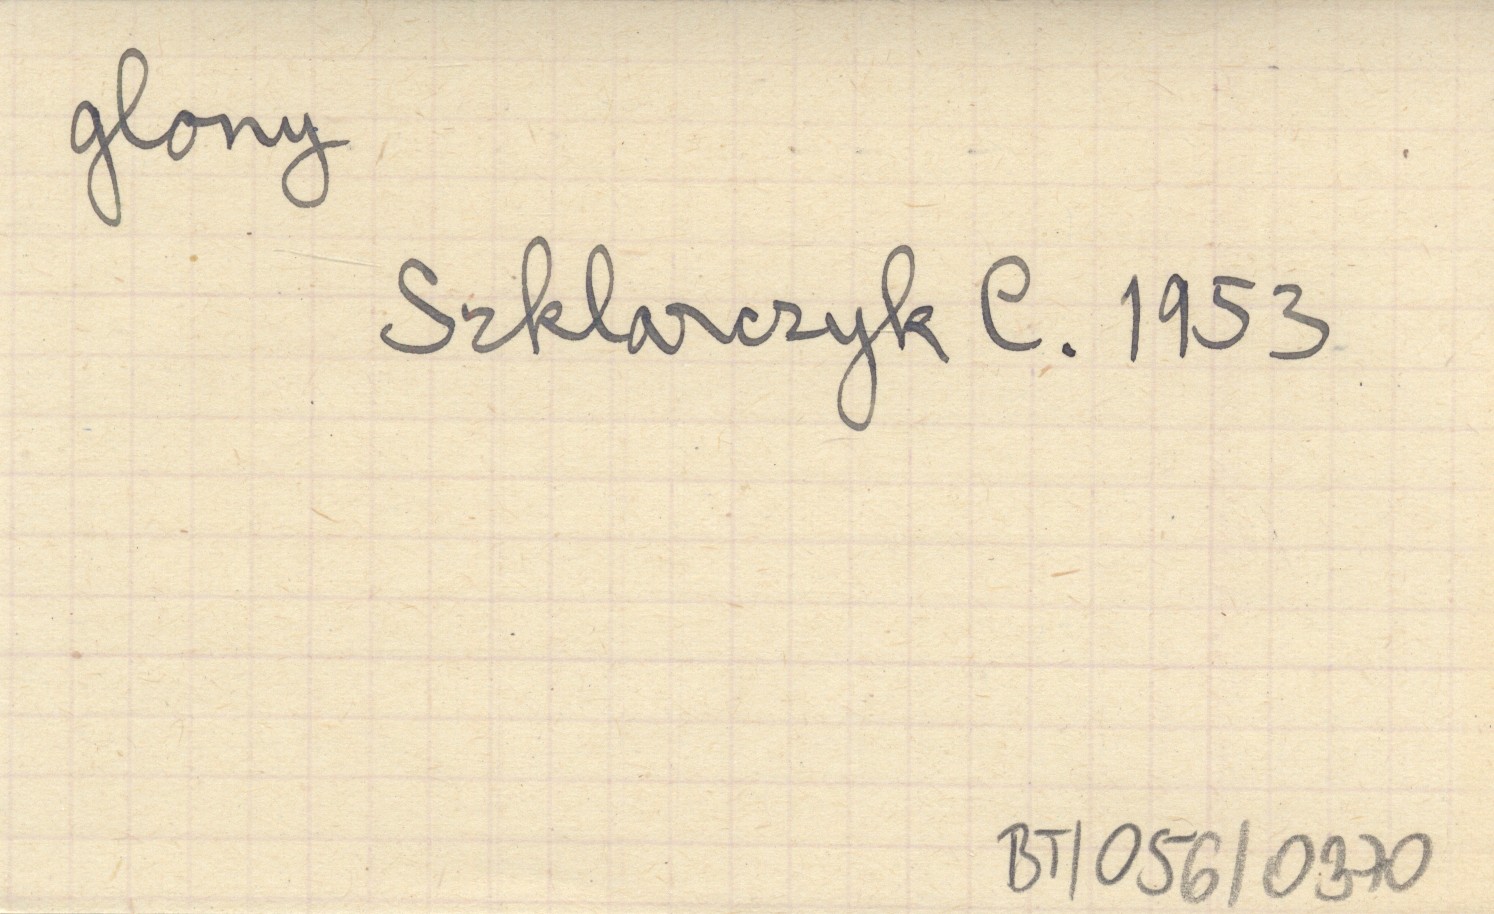 glony
Szklarczyk C. 1953
BT/056/0370